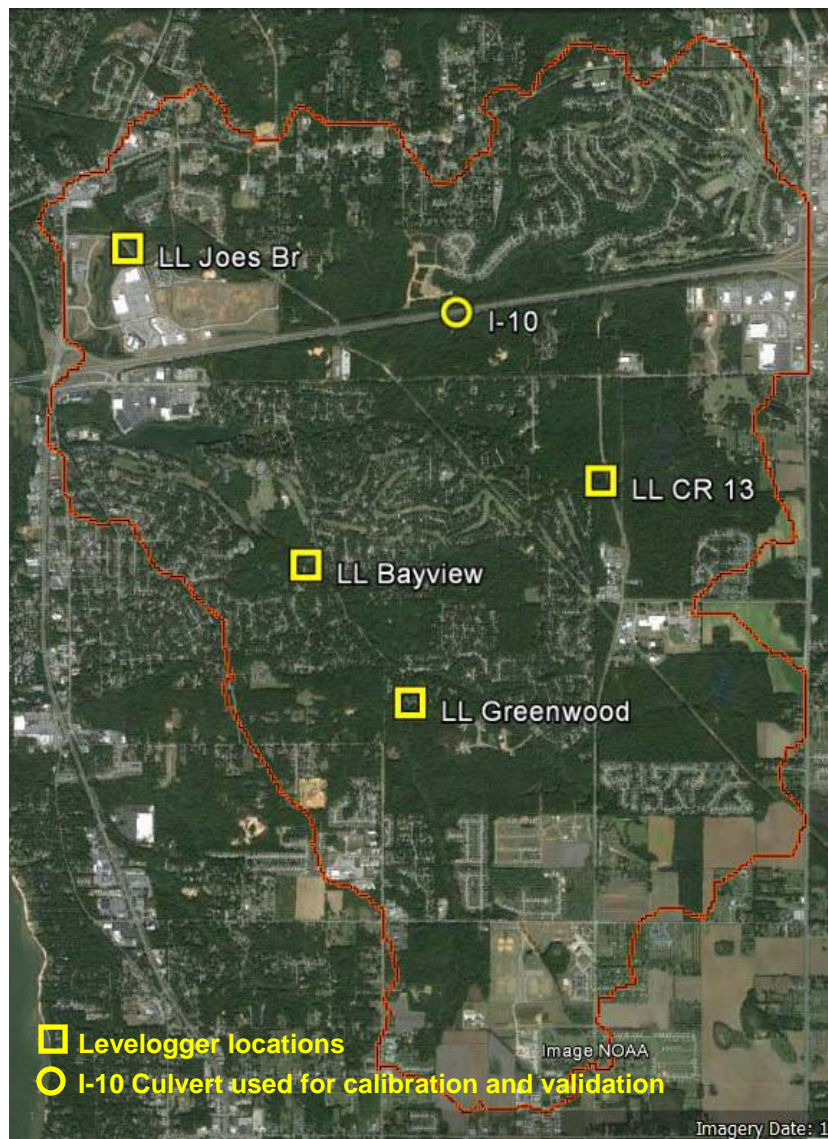 LL Joes Br
I-10
LL CR 13
LL Bayview
LL Greenwood
Levelogger locations
Image NOAA
I-10 Culvert used for calibration and validation
Imagery Date: 1